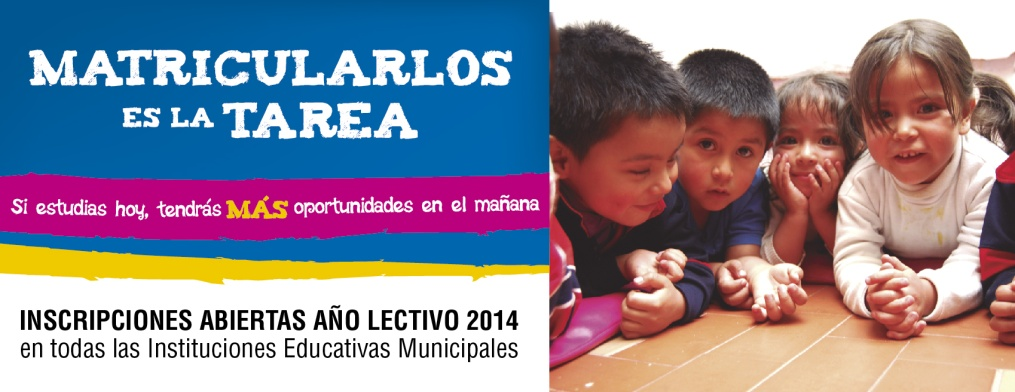 MATRICULARLOS
ES LA TAREA
Si estudias hoy, tendrás MÁS oportunidades en el mañana
INSCRIPCIONES ABIERTAS AÑO LECTIVO 2014
en todas las Instituciones Educativas Municipales